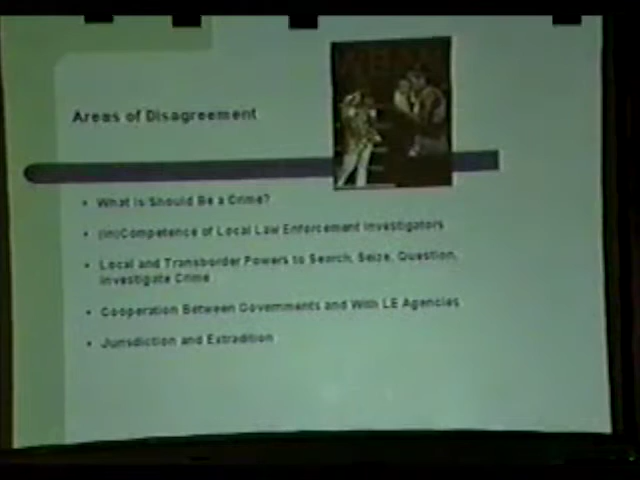 Areas of Disagreement
• What Is Should Be a Crime?
• (In)Competence of Local Law Enforcement Investigators
• Local and Transborder Powers to Search, Seize, Question,
Investigate Crime
• Cooperation Between Governments and With LE Agencies
• Jurisdiction and Extradition